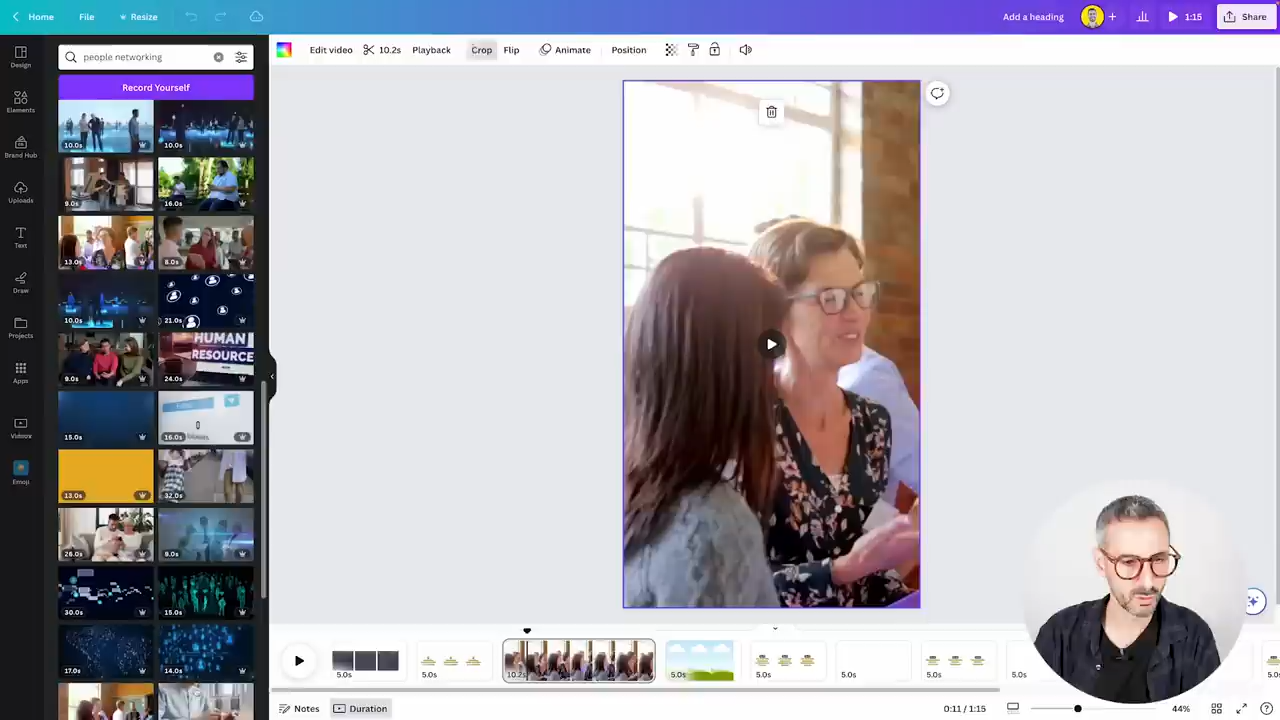 Home
File
Resize
Add a heading
1:15
Share
people networking
Edit video
10.2s
Playback
Crop
Flip
Animate
Position
Record Yourself
Design
Elements
Brand Hub
Uploads
Text
Draw
Projects
Apps
Emoji
10.0s
10.0s
9.0s
16.0s
13.0s
8.0s
10.0s
21.0s
HUMAN
RESOURCE
9.0s
24.0s
15.0s
16.0s
13.0s
32.0s
26.0s
8.0s
30.0s
15.0s
17.0s
14.0s
5.0s
5.0s
10.2s
5.0s
5.0s
5.0s
5.0s
5.0s
Notes
Duration
0:11 / 1:15
44%